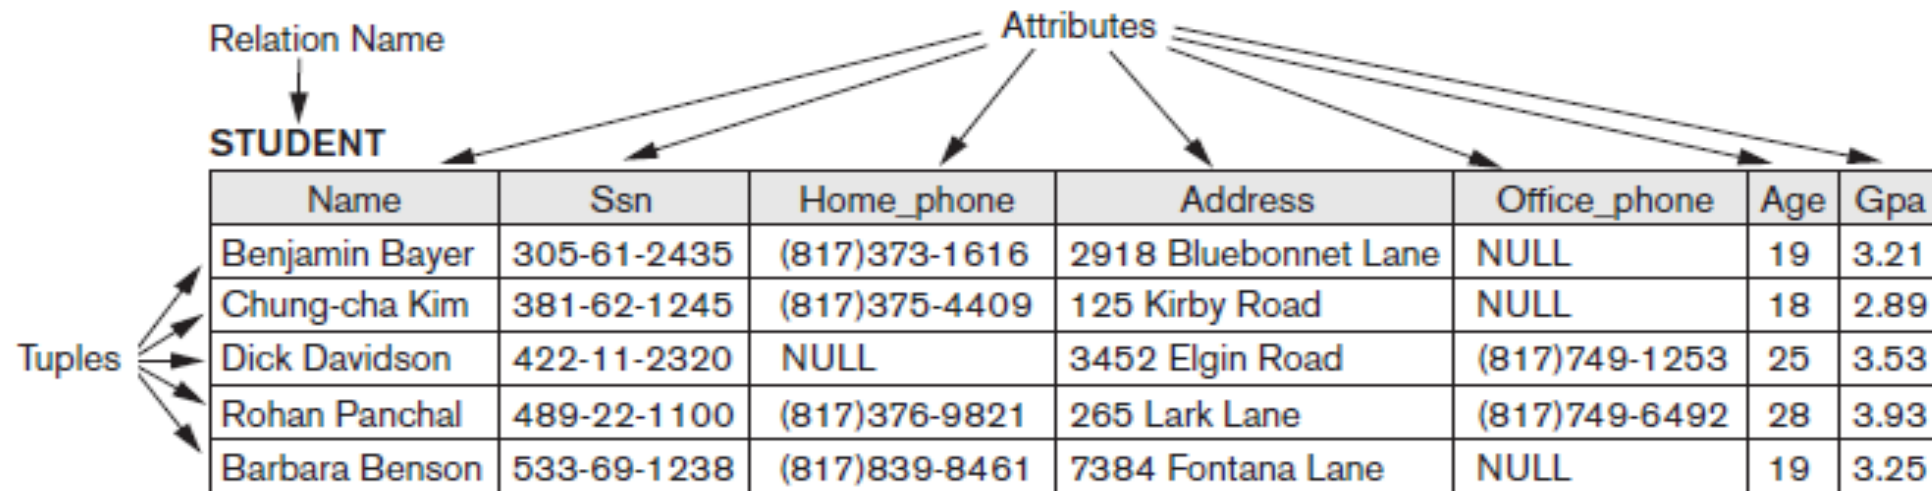 Attributes
Relation Name
STUDENT
Name Ssn Home_phone Address Office_phone Age Gpa
Benjamin Bayer 305-61-2435 (817)373-1616 2918 Bluebonnet Lane NULL 19 3.21
Chung-cha Kim 381-62-1245 (817)375-4409 125 Kirby Road NULL 18 2.89
Tuples Dick Davidson 422-11-2320 NULL 3452 Elgin Road (817)749-1253 25 3.53
Rohan Panchal 489-22-1100 (817)376-9821 265 Lark Lane (817)749-6492 28 3.93
Barbara Benson 533-69-1238 (817)839-8461 7384 Fontana Lane NULL 19 3.25